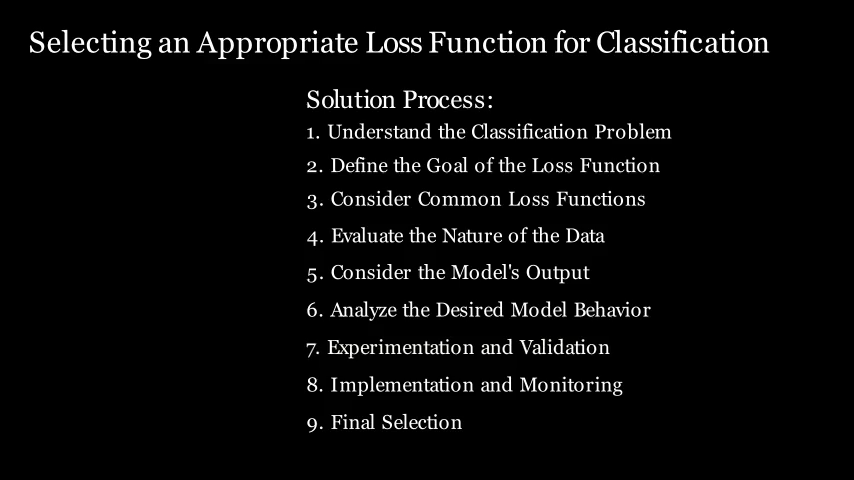 Selecting an Appropriate Loss Function for Classification
Solution Process:
1. Understand the Classification Problem
2. Define the Goal of the Loss Function
3. Consider Common Loss Functions
4. Evaluate the Nature of the Data
5. Consider the Model's Output
6. Analyze the Desired Model Behavior
7. Experimentation and Validation
8. Implementation and Monitoring
9. Final Selection